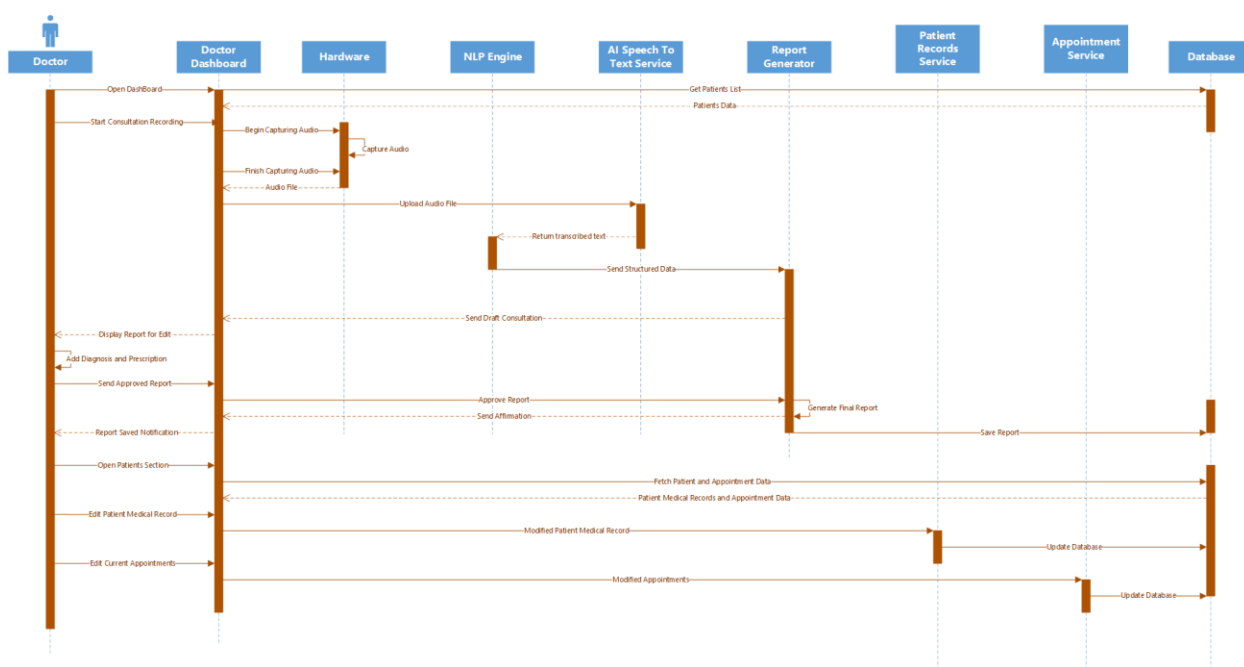 Doctor
Doctor
Dashboard
Hardware
NLP Engine
AI Speech To
Text Service
Report
Generator
Patient
Records
Service
Appointment
Service
Database
Open DashBoard
Get Patients List
Patients Data
Start Consultation Recording
Begin Capturing Audio
Capture Audio
Finish Capturing Audio
Audio File
Upload Audio File
Return transcribed text
Send Structured Data
Send Draft Consultation
Display Report for Edit
Add Diagnosis and Prescription
Send Approved Report
Approve Report
Generate Final Report
Send Affirmation
Report Saved Notification
Save Report
Open Patients Section
Fetch Patient and Appointment Data
Patient Medical Records and Appointment Data
Edit Patient Medical Record
Modified Patient Medical Record
Update Database
Edit Current Appointments
Modified Appointments
Update Database